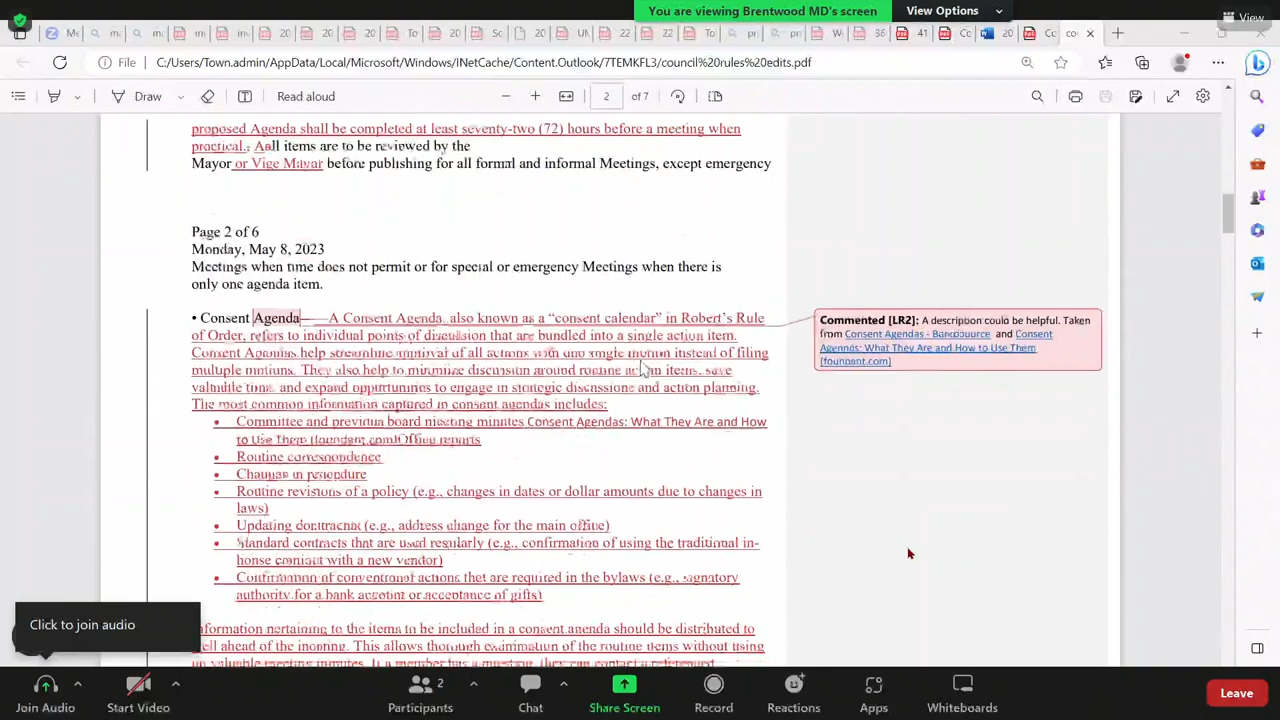 You are viewing Brentwood MD's screen
View Options
View
File
C:/Users/Town.admin/AppData/Local/Microsoft/Windows/INetCache/Content.Outlook/7TEMKFL3/council%20rules%20edits.pdf
Draw
Read aloud
2 of 7
proposed Agenda shall be completed at least seventy-two (72) hours before a meeting when
practical. All items are to be reviewed by the
Mayor or Vice Mayor before publishing for all formal and informal Meetings, except emergency
Page 2 of 6
Monday, May 8, 2023
Meetings when time does not permit or for special or emergency Meetings when there is
only one agenda item.
• Consent Agenda A Consent Agenda, also known as a “consent calendar” in Robert's Rule
of Order, refers to individual points of discussion that are bundled into a single action item.
Consent Agendas help streamline approval of all actions with one single motion instead of filing
multiple motions. They also help to minimize discussion around routine action items, save
valuable time, and expand opportunities to engage in strategic discussions and action planning.
The most common information captured in consent agendas includes:
• Committee and previous board meeting minutes Consent Agendas: What They Are and How
to Use Them reports
• Routine correspondence
• Changes in procedure
• Routine revisions of a policy (e.g., changes in dates or dollar amounts due to changes in
laws)
• Updating (e.g., address change for the main office)
• Standard contracts that are used regularly (e.g., confirmation of using the traditional in-
house contract with a new vendor)
• Confirmation of conventional actions that are required in the bylaws (e.g., signatory
authority for a bank account or acceptance of gifts)
Information pertaining to the items to be included in a consent agenda should be distributed to
well ahead of the meeting. This allows thorough examination of the routine items without using
up valuable meeting minutes. If a member has a question, they can contact a
Commented [LR2]: A description could be helpful. Taken
from Consent Agendas - BoardSource and Consent
Agendas: What They Are and How to Use Them
Click to join audio
Join Audio
Start Video
Participants
2
Chat
Share Screen
Record
Reactions
Apps
Whiteboards
Leave